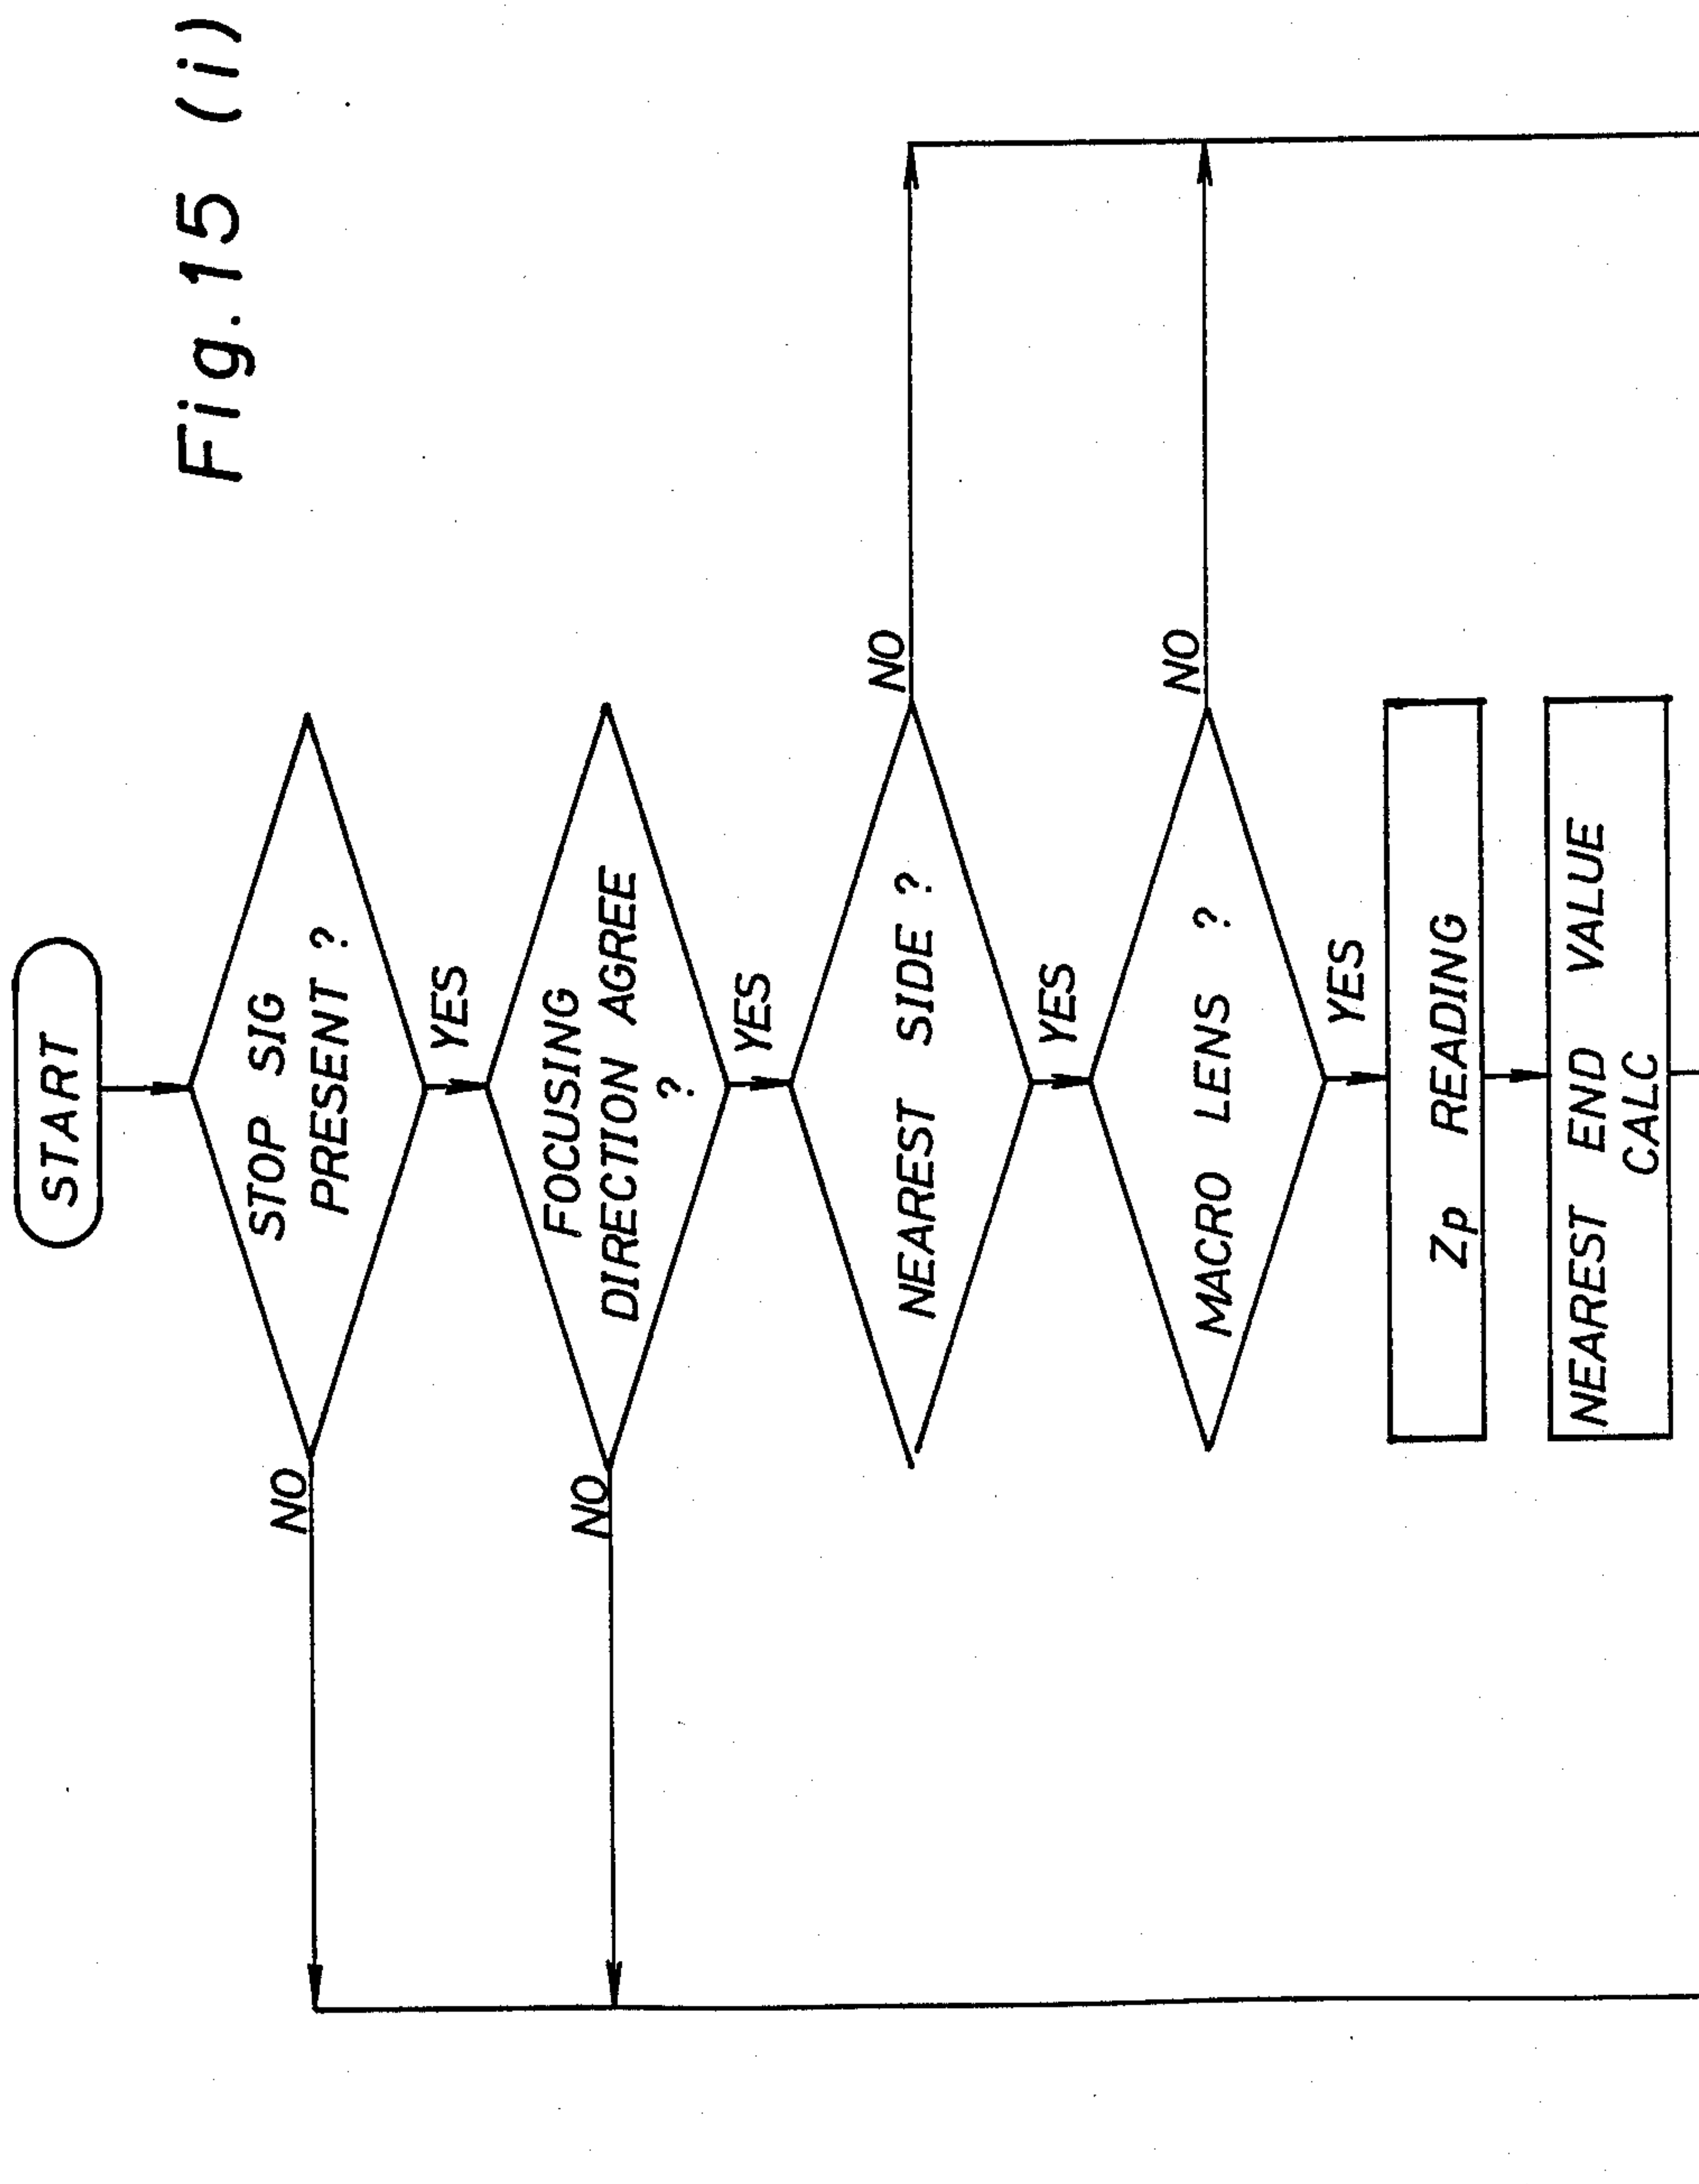 Fig.15 (i)
START
STOP SIG
PRESENT ?
NO
YES
FOCUSING
DIRECTION AGREE
?
NO
YES
NEAREST SIDE ?
NO
YES
MACRO LENS ?
NO
YES
Zp READING
NEAREST END VALUE
CALC